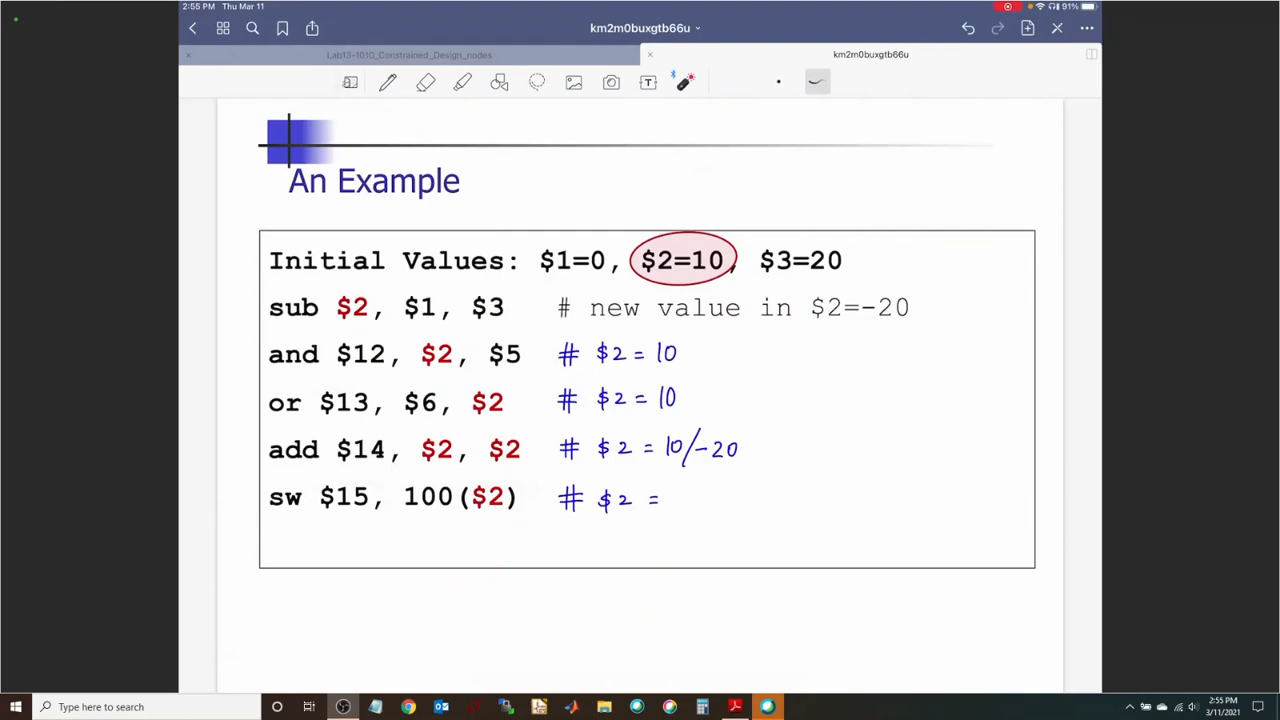 2:55 PM Thu Mar 11
91%
km2m0buxgtb66u
Lab13-1010_Constrained_Design_nodes
km2m0buxgtb66u
An Example
Initial Values: $1=0, $2=10, $3=20
sub $2, $1, $3 # new value in $2=-20
and $12, $2, $5 # $2 = 10
or $13, $6, $2 # $2 = 10
add $14, $2, $2 # $2 = 10/-20
sw $15, 100($2) # $2 =
Type here to search
2:55 PM
3/11/2021